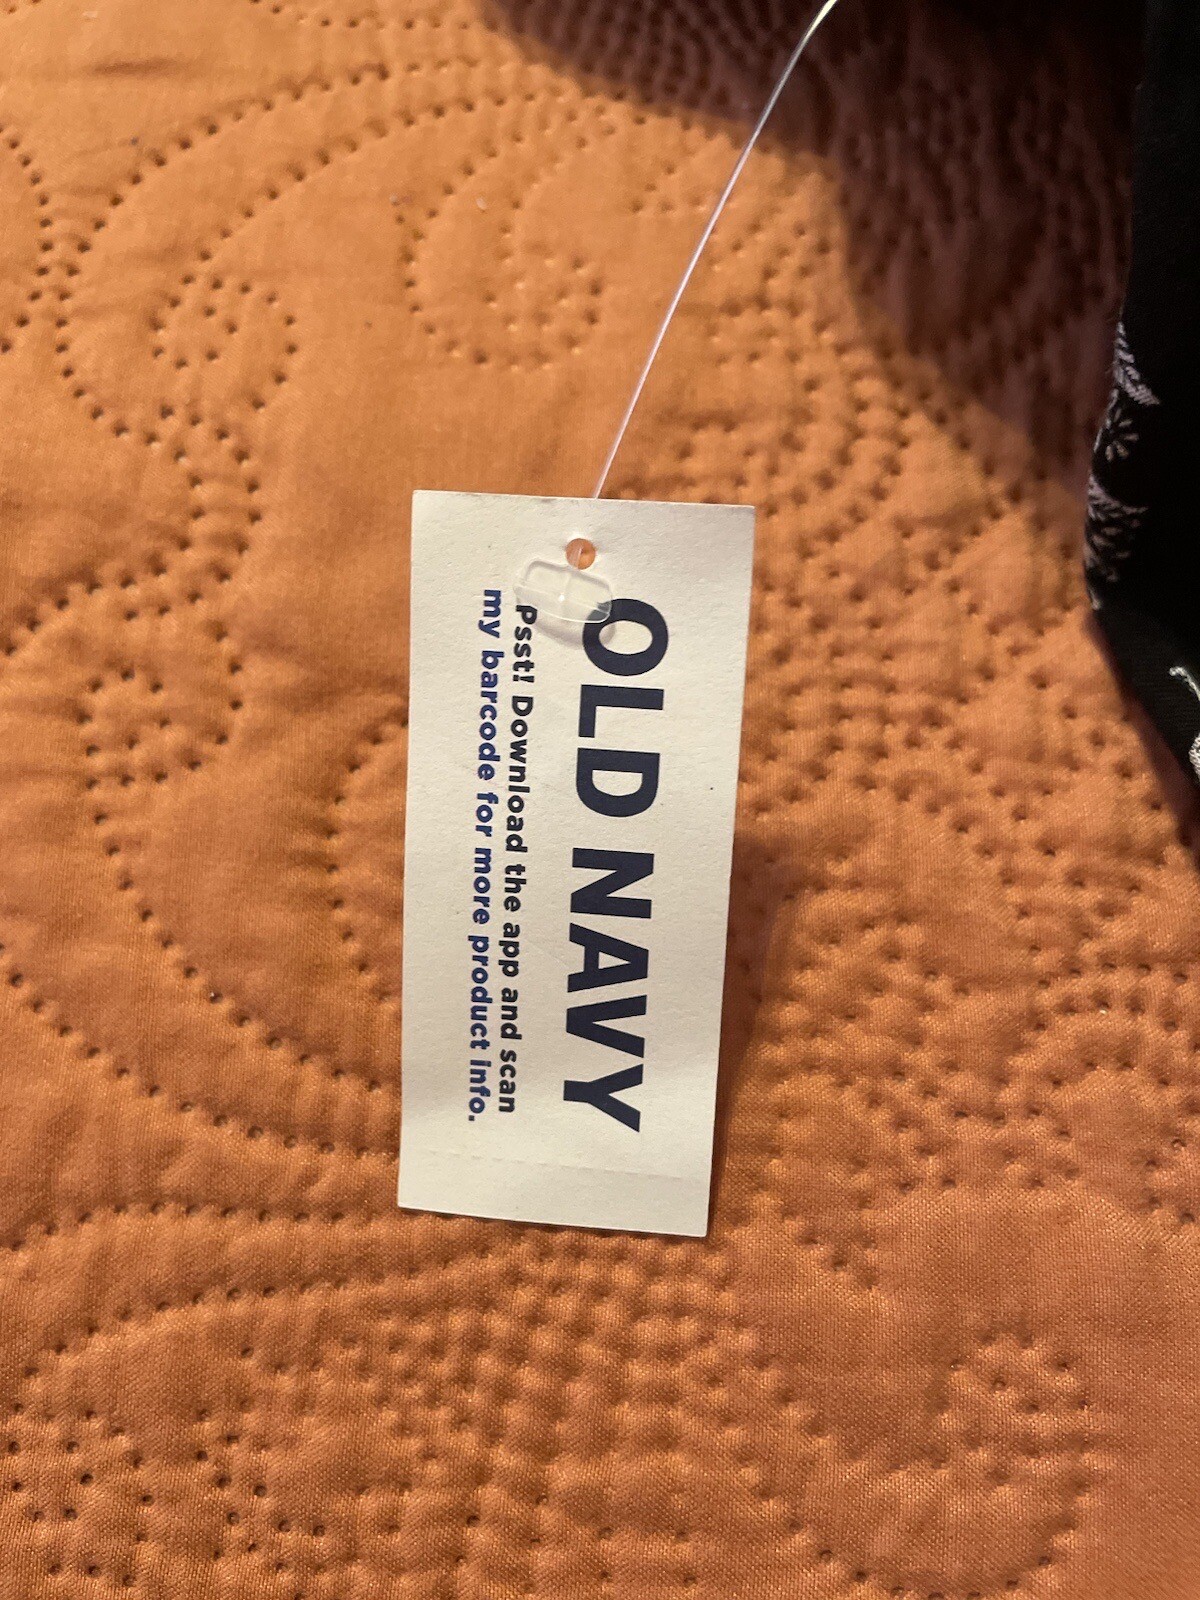 OLD NAVY
Psst! Download the app and scan
my barcode for more product info.